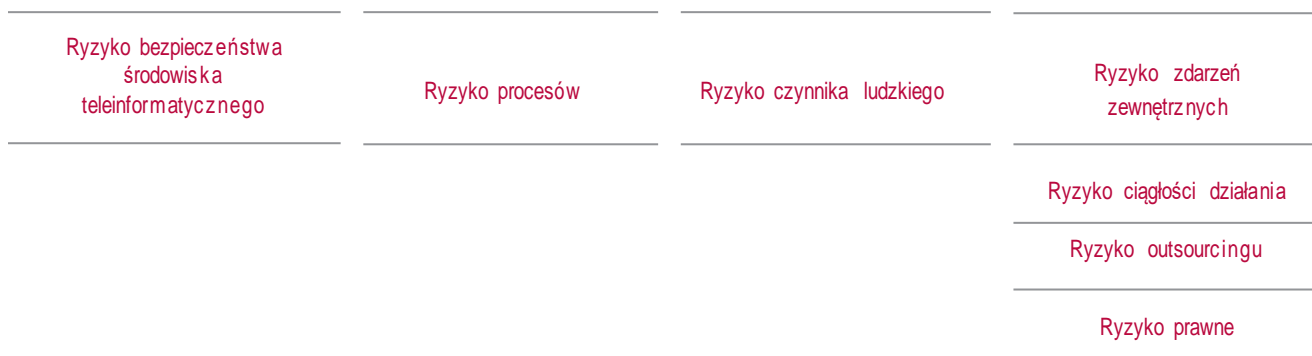 Ryzyko bezpieczeństwa
środowiska
teleinformatycznego
Ryzyko procesów
Ryzyko czynnika ludzkiego
Ryzyko zdarzeń
zewnętrznych
Ryzyko ciągłości działania
Ryzyko outsourcingu
Ryzyko prawne